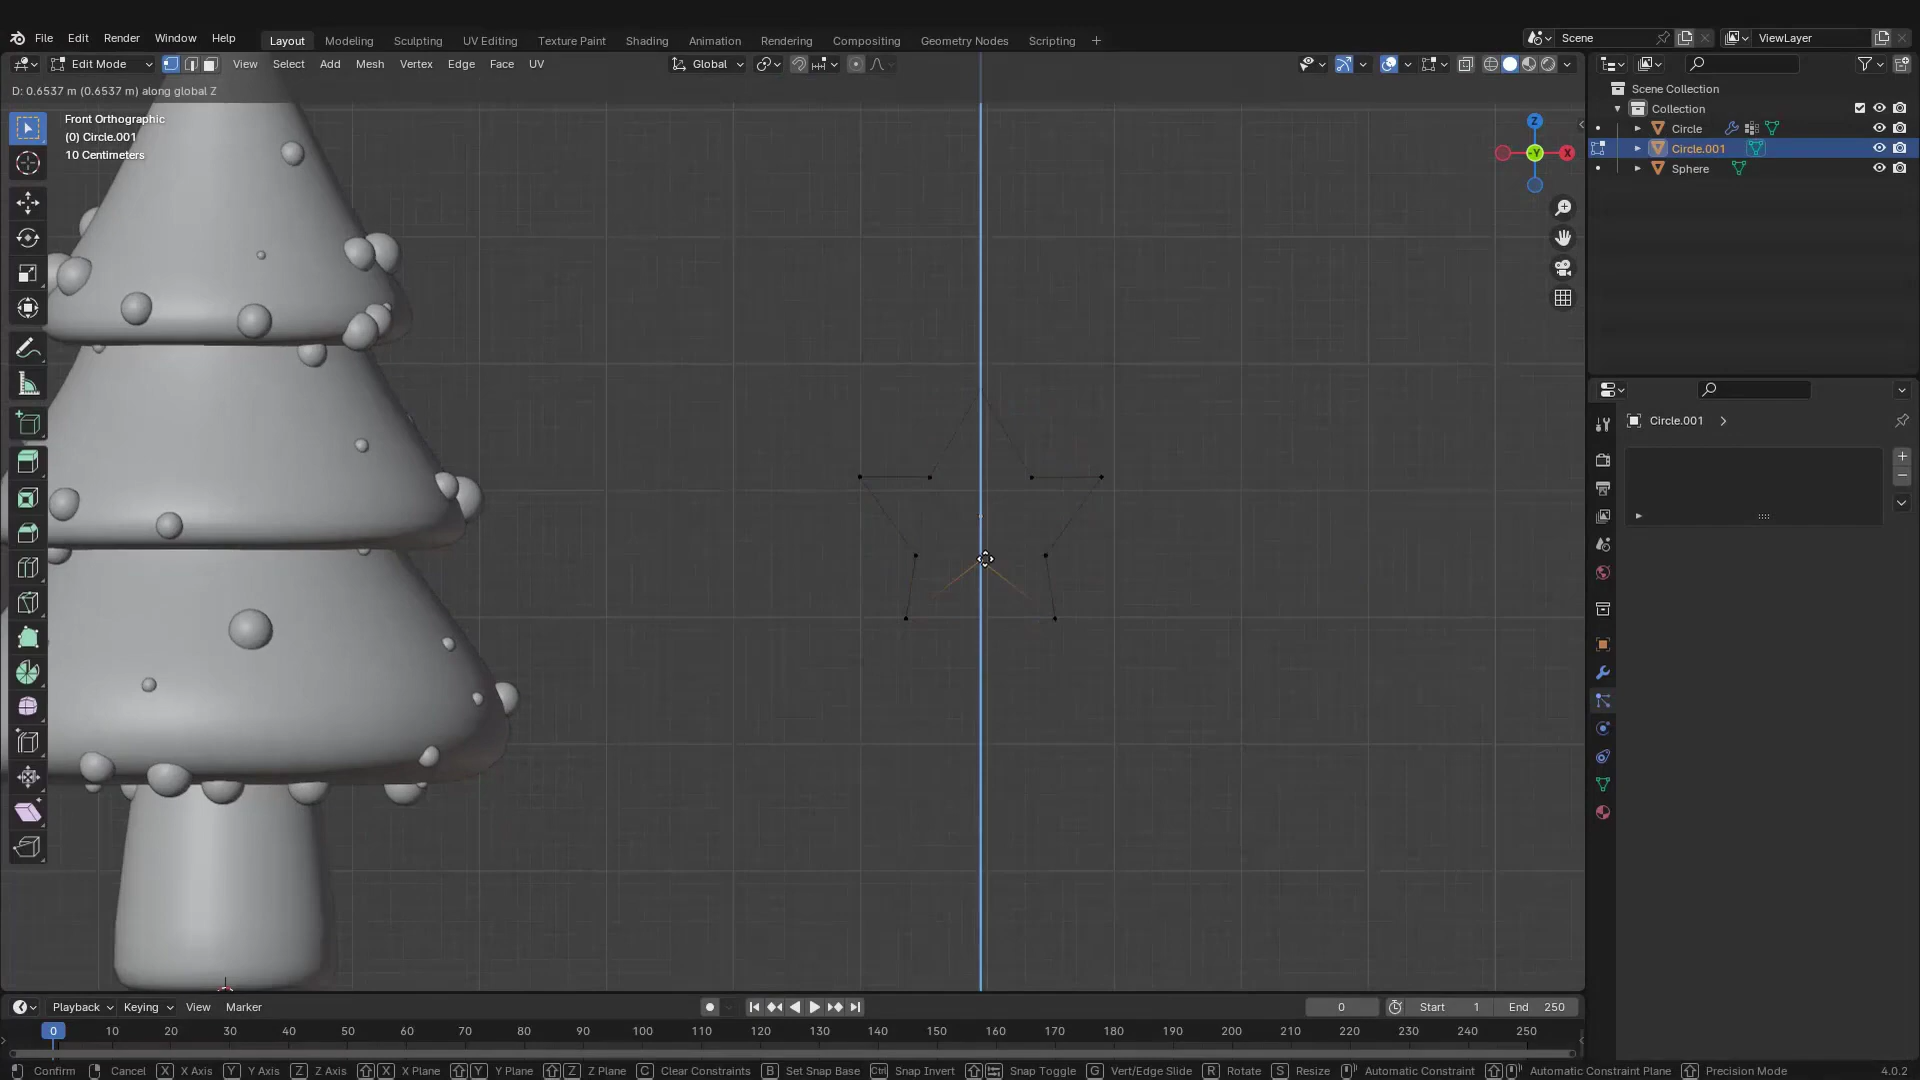 File Edit Render Window Help
Layout Modeling Sculpting UV Editing Texture Paint Shading Animation Rendering Compositing Geometry Nodes Scripting +
Scene ViewLayer
Edit Mode View Select Add Mesh Vertex Edge Face UV Global
D: 0.6537 m (0.6537 m) along global Z
Front Orthographic
(0) Circle.001
10 Centimeters
Z
-Y
X
Scene Collection
Collection
Circle
Circle.001
Sphere
Circle.001
Playback Keying View Marker
0 Start 1 End 250
0 10 20 30 40 50 60 70 80 90 100 110 120 130 140 150 160 170 180 190 200 210 220 230 240 250
Confirm Cancel X X Axis Y Y Axis Z Z Axis X X Plane Y Y Plane Z Z Plane C Clear Constraints B Set Snap Base Ctrl Snap Invert Snap Toggle G Vert/Edge Slide R Rotate S Resize Automatic Constraint Automatic Constraint Plane Precision Mode 4.0.2